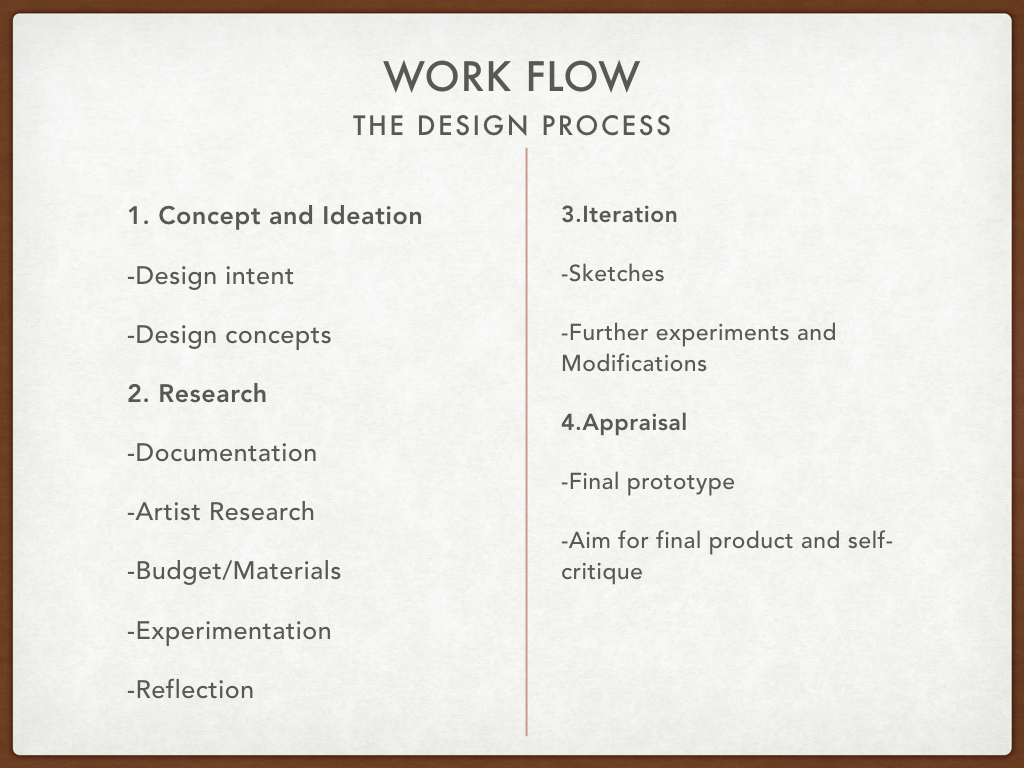 WORK FLOW
THE DESIGN PROCESS
1. Concept and Ideation
-Design intent
-Design concepts
2. Research
-Documentation
-Artist Research
-Budget/Materials
-Experimentation
-Reflection
3.Iteration
-Sketches
-Further experiments and
Modifications
4.Appraisal
-Final prototype
-Aim for final product and self-
critique